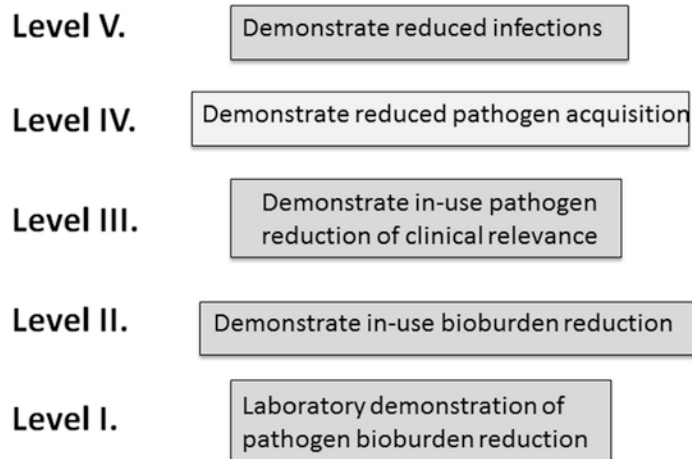 Level V.
Demonstrate reduced infections
Level IV.
Demonstrate reduced pathogen acquisition
Level III.
Demonstrate in-use pathogen
reduction of clinical relevance
Level II.
Demonstrate in-use bioburden reduction
Level I.
Laboratory demonstration of
pathogen bioburden reduction